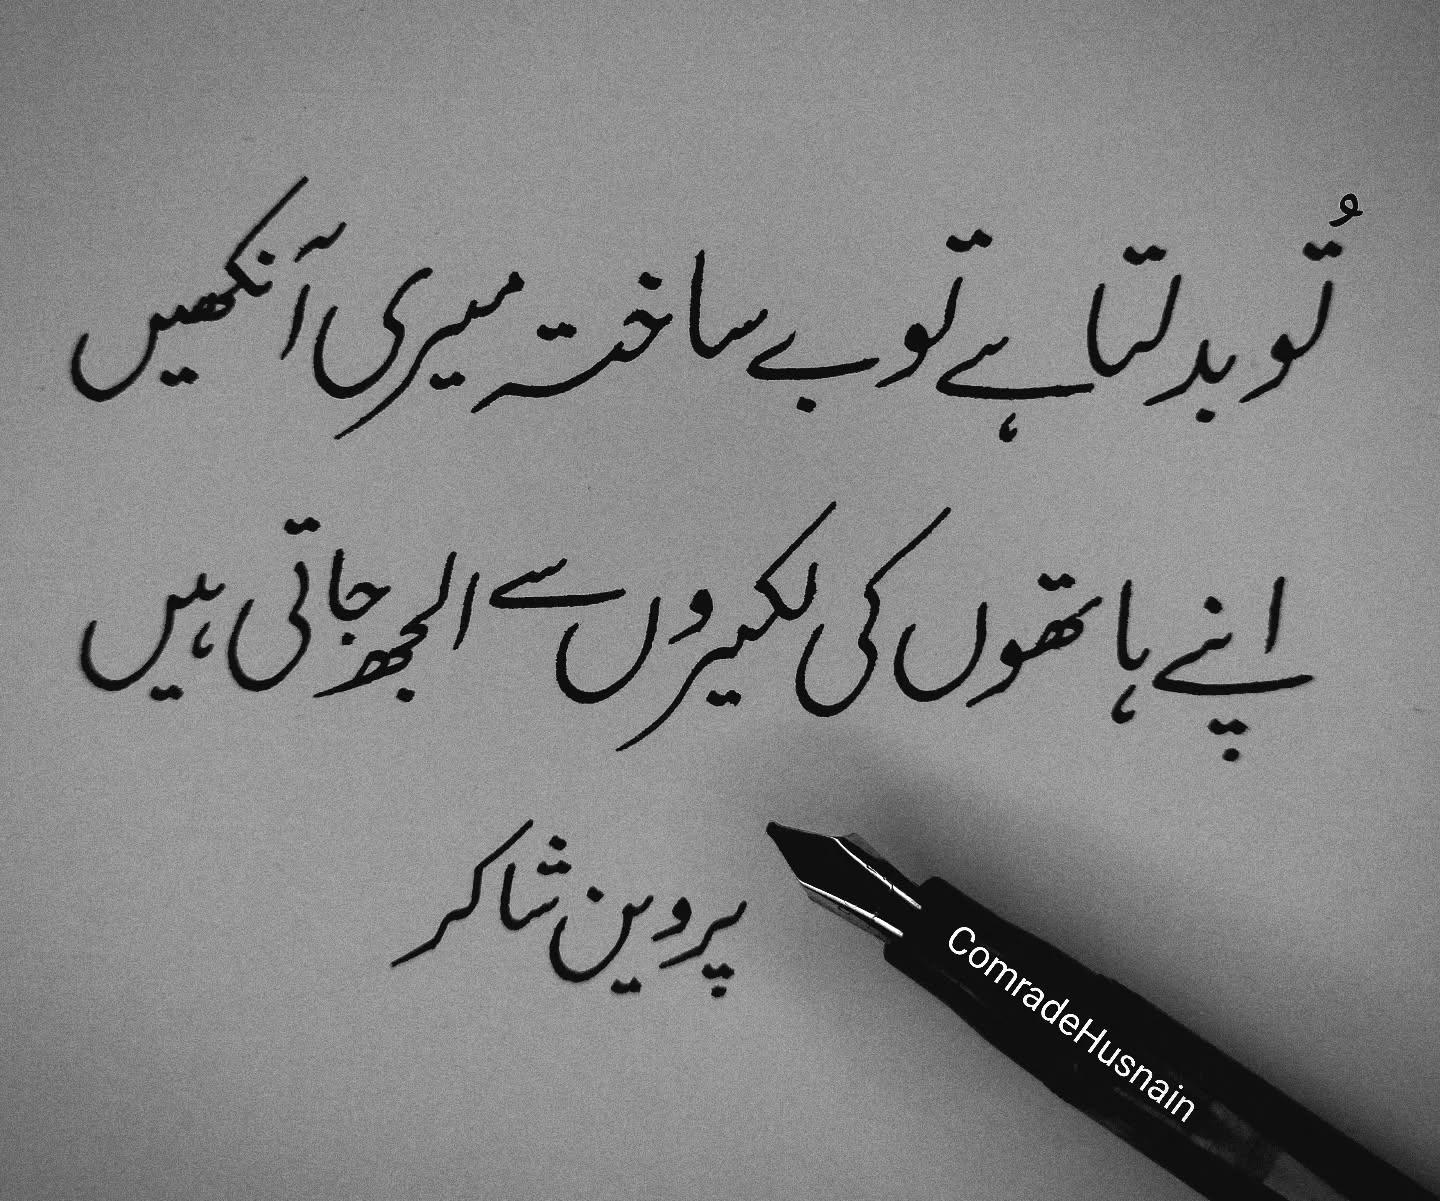 تُو بدلتا ہے تو بے ساختہ میری آنکھیں
اپنے ہاتھوں کی لکیروں سے الجھ جاتی ہیں
پروین شاکر
ComradeHusnain